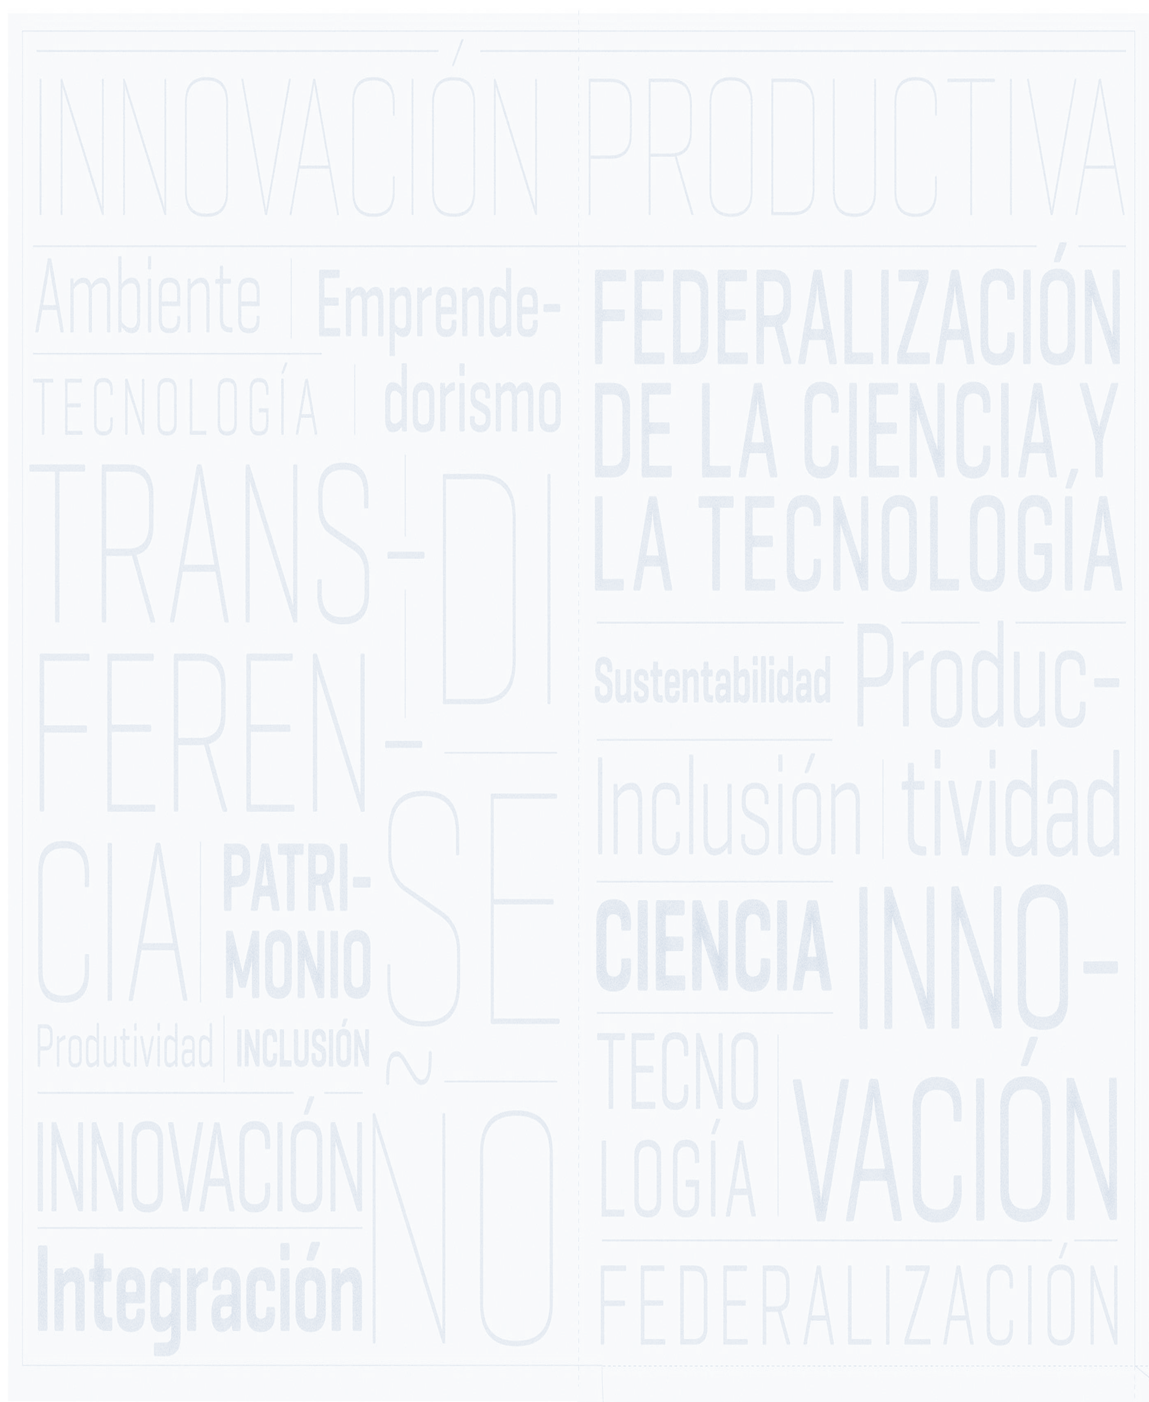 INNOVACIÓN PRODUCTIVA
Ambiente
Emprende-
dorismo
TECNOLOGÍA
TRANS-
FEREN-
CIA
DI
SE
ÑO
PATRI-
MONIO
Produtividad
INCLUSIÓN
INNOVACIÓN
Integración
FEDERALIZACIÓN
DE LA CIENCIA Y
LA TECNOLOGÍA
Sustentabilidad
Produc-
tividad
Inclusión
CIENCIA
INNO-
VACIÓN
TECNO
LOGÍA
FEDERALIZACIÓN